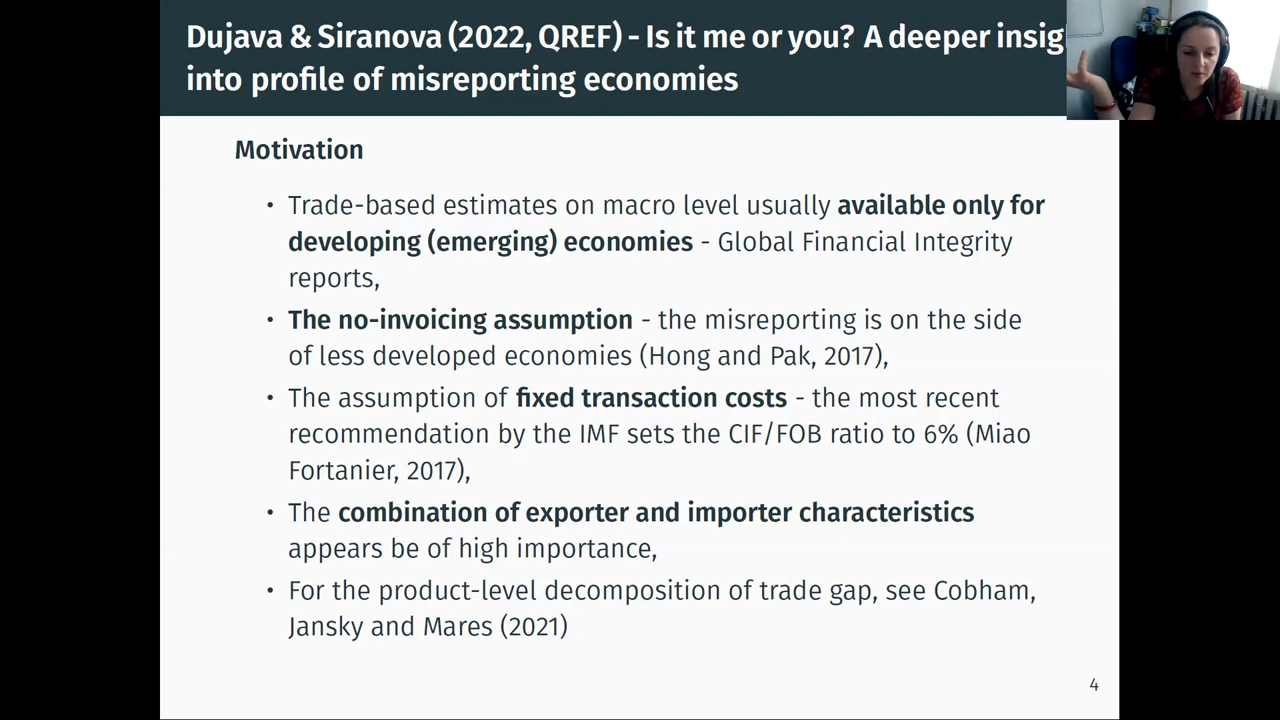 Dujava & Siranova (2022, QREF) - Is it me or you? A deeper
into profile of misreporting economies
Motivation
• Trade-based estimates on macro level usually available only for
developing (emerging) economies - Global Financial Integrity
reports,
• The no-invoicing assumption - the misreporting is on the side
of less developed economies (Hong and Pak, 2017),
• The assumption of fixed transaction costs - the most recent
recommendation by the IMF sets the CIF/FOB ratio to 6% (Miao
Fortanier, 2017),
• The combination of exporter and importer characteristics
appears be of high importance,
• For the product-level decomposition of trade gap, see Cobham,
Jansky and Mares (2021)
4